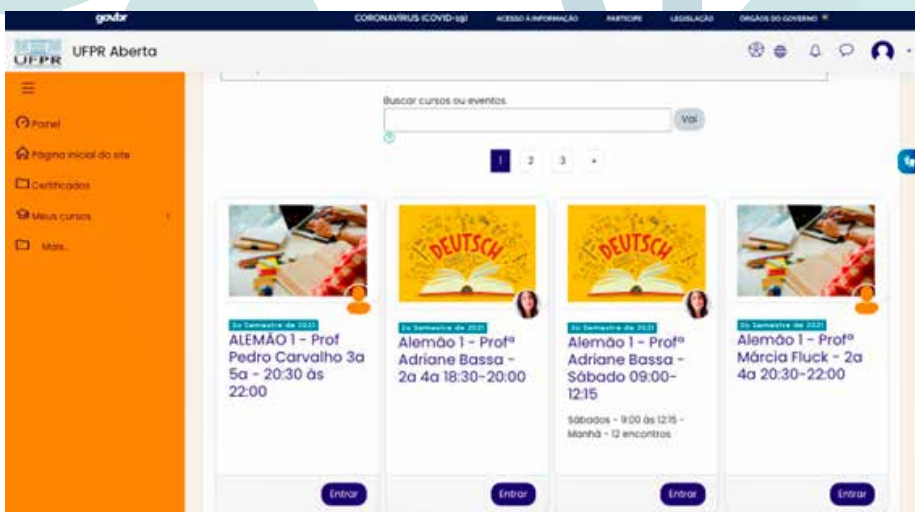 govbr
CORONAVÍRUS (COVID-19)
ACESSO À INFORMAÇÃO
PARTICIPE
LEGISLAÇÃO
ÓRGÃOS DO GOVERNO
UFPR
UFPR Aberta
Painel
Página inicial do site
Certificados
Meus cursos
Mais...
Buscar cursos ou eventos
Vai
1 2 3 »
2o Semestre de 2021
ALEMÃO 1 - Prof
Pedro Carvalho 3a
5a - 20:30 às
22:00
Entrar
DEUTSCH
2o Semestre de 2021
Alemão 1 - Profª
Adriane Bassa -
2a 4a 18:30-20:00
Entrar
DEUTSCH
2o Semestre de 2021
Alemão 1 - Profª
Adriane Bassa -
Sábado 09:00-
12:15
Sábados - 9:00 às 12:15 -
Manhã - 12 encontros
Entrar
2o Semestre de 2021
Alemão 1 - Profª
Márcia Fluck - 2a
4a 20:30-22:00
Entrar